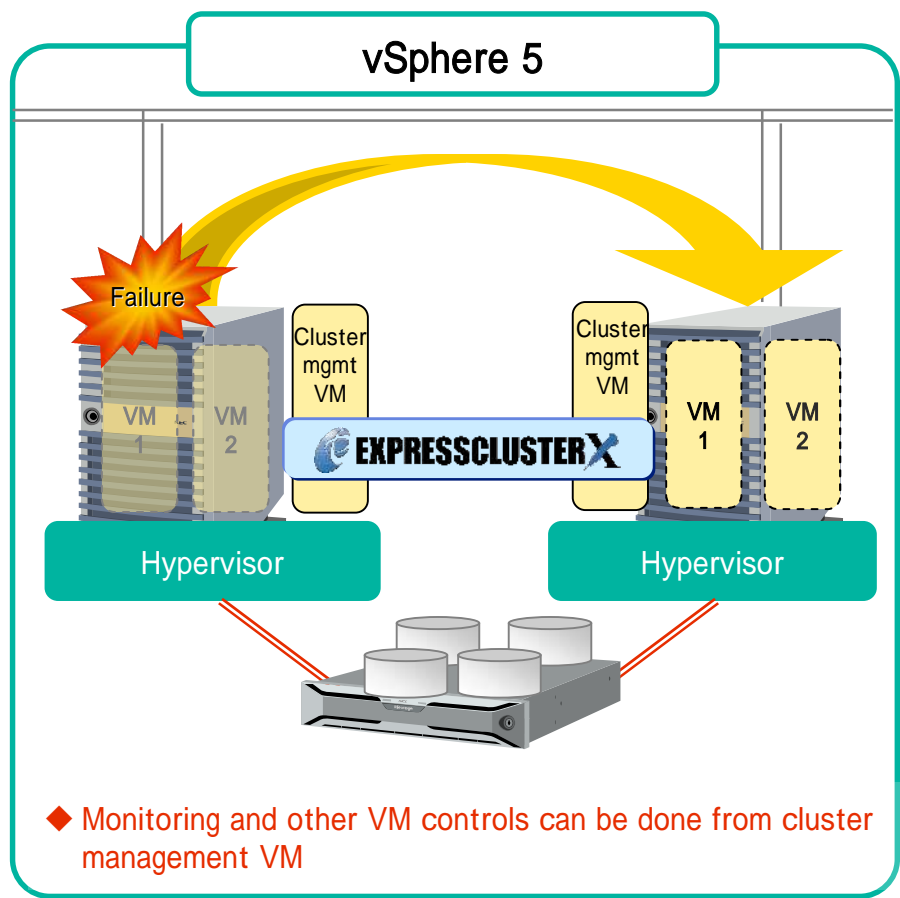 vSphere 5
Failure
Cluster
mgmt
VM
Cluster
mgmt
VM
VM
1
VM
2
VM
1
VM
2
EXPRESSCLUSTER X
Hypervisor
Hypervisor
Monitoring and other VM controls can be done from cluster
management VM